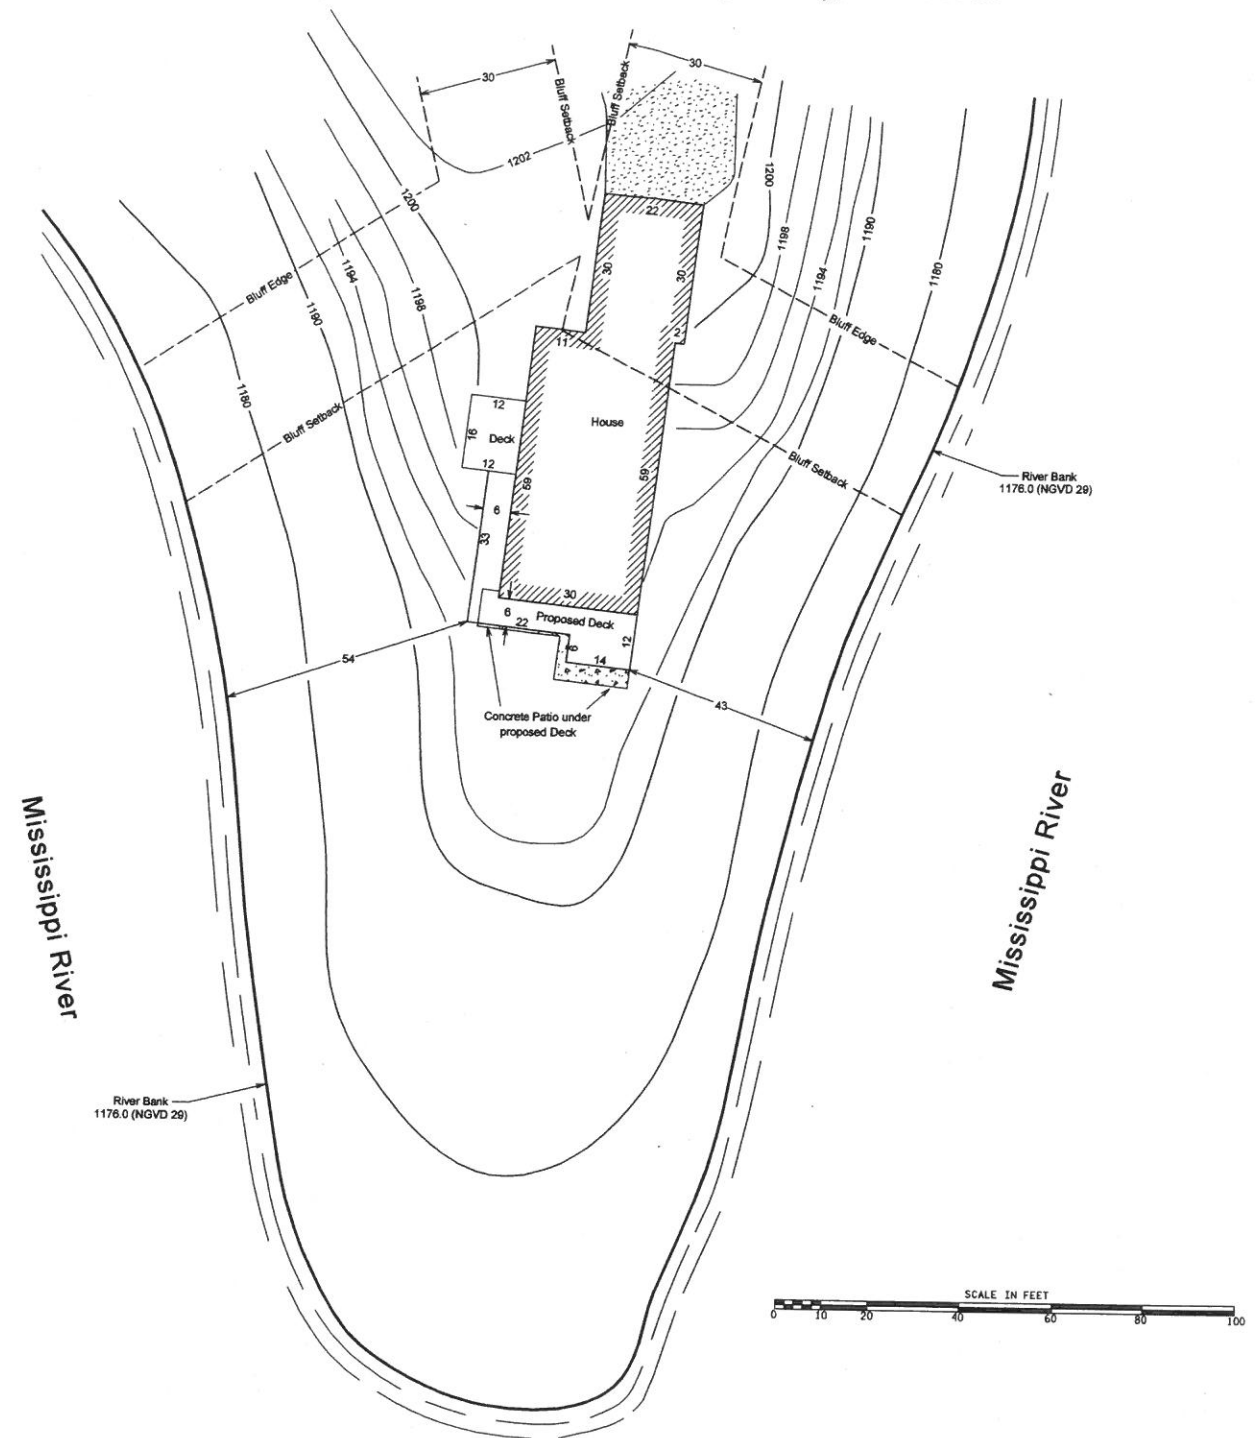 30
30
Bluff Setback
Bluff Setback
1202
1200
1200
22
Bluff Edge
1194
1198
1190
1180
30
30
1198
1194
1190
1180
Bluff Edge
2
11
Bluff Setback
12
16
Deck
12
House
59
59
Bluff Setback
River Bank
1176.0 (NGVD 29)
6
33
30
6
22
Proposed Deck
12
6
14
54
43
Concrete Patio under
proposed Deck
Mississippi River
Mississippi River
River Bank
1176.0 (NGVD 29)
SCALE IN FEET
0 10 20 40 60 80 100